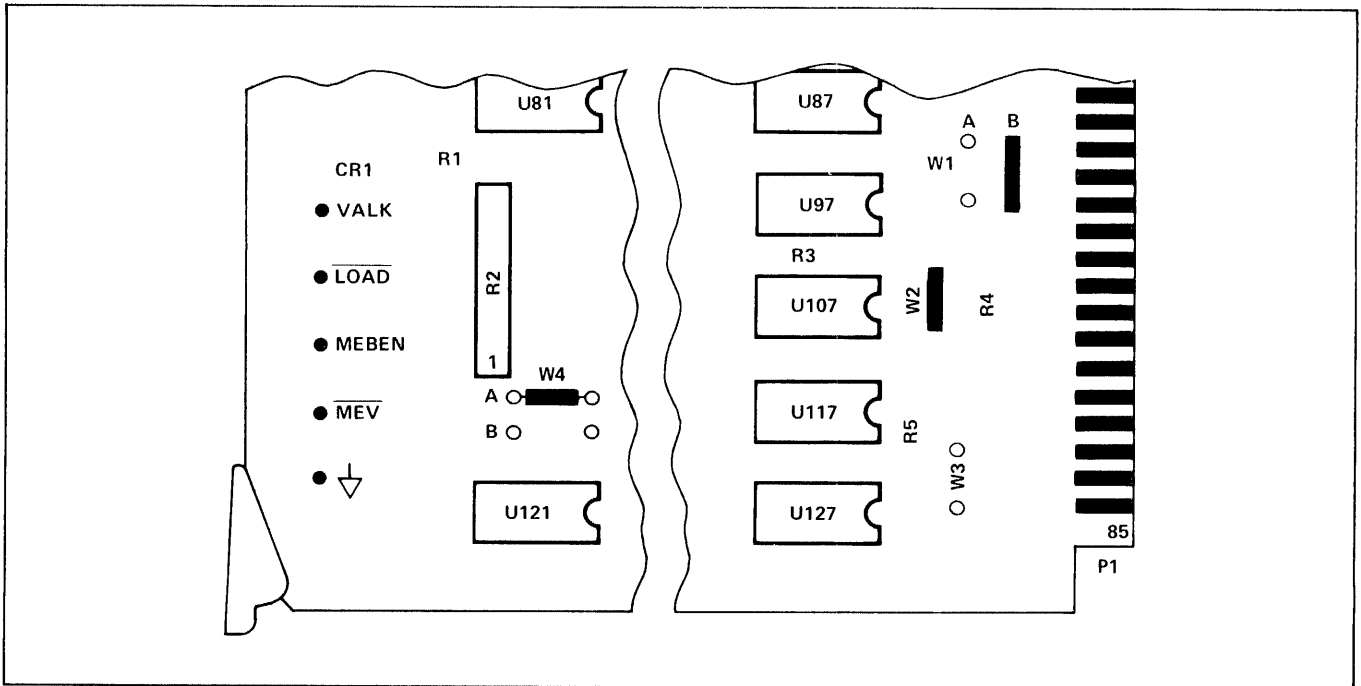 U81
R1
CR1
VALK
LOAD
MEBEN
MEV
R2
1
W4
A
B
U121
U87
U97
R3
U107
U117
U127
A B
W1
W2
R4
R5
W3
85
P1